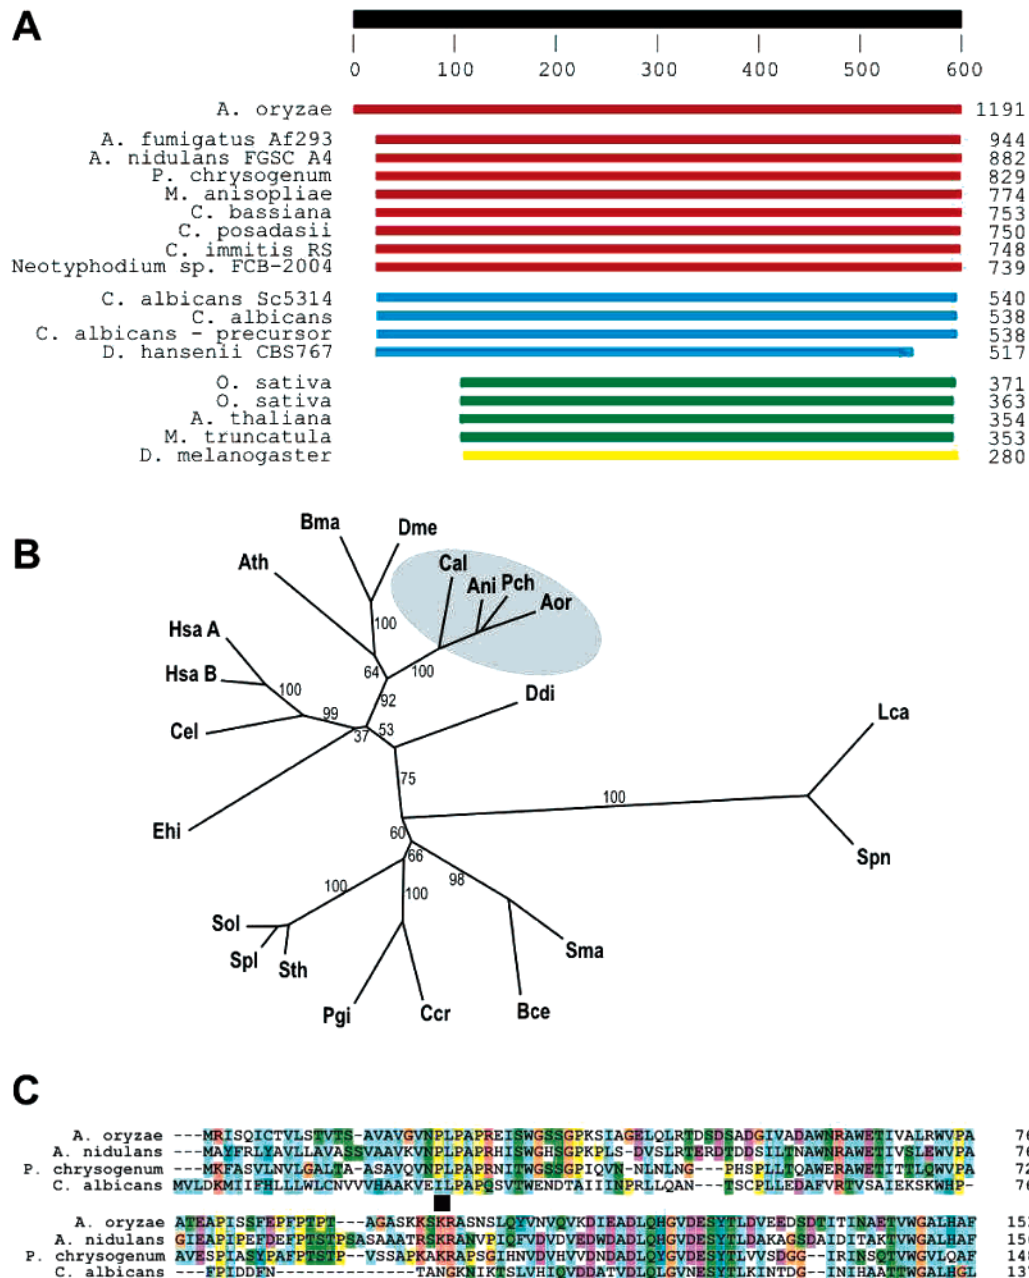 A
0 100 200 300 400 500 600
A. oryzae 1191
A. fumigatus Af293 944
A. nidulans FGSC A4 882
P. chrysogenum 829
M. anisopliae 774
C. bassiana 753
C. posadasii 750
C. immitis RS 748
Neotyphodium sp. FCB-2004 739
C. albicans Sc5314 540
C. albicans 538
C. albicans - precursor 538
D. hansenii CBS767 517
O. sativa 371
O. sativa 363
A. thaliana 354
M. truncatula 353
D. melanogaster 280
B
Bma
Dme
Ath
Cal
Ani
Pch
Aor
100
Hsa A
64
100
Hsa B
100
92
Ddi
99
Cel
37
53
Lca
75
100
Ehi
60
Spn
66
98
100
100
Sol
Spl
Sth
Sma
Pgi
Ccr
Bce
C
A. oryzae ---MRISQICTVLSTVTS-AVAVGVNPLPAPREISWGSSGPKSIAGELQLRTDSDSADGIVADAWNRAWETIVALRWVPA 76
A. nidulans ---MAYFRLYAVLLAVASSVAAVKVNPLPAPRHISWGHSGPKPLS-DVSLRTERDTDDSILTNAWNRAWETIVSLEWVPA 76
P. chrysogenum ---MKFASVLNVLGALTA-ASAVQVNPLPAPRNITWGSSGPIQVN-NLNLNG----PHSPLLTQAWERAWETITTLQWVPA 72
C. albicans MVLDKMIIFHLLLWLCNVVVHAAKVEILPAPQSVTWENDTAIIINPRLLQAN----TSCPLLEDAFVRTVSAIEKSKWHP- 76
A. oryzae ATEAPISSFEPFPTPT---AGASKKSKRASNSLQYVNVQVKDIEADLQHGVDESYTLDVEEDSDTITINAETVWGALHAF
A. nidulans GIEAPIPEFDEFPTSTPSASAAATRSKRANVPIQFVDVDVEDWDADLQHGVDESYTLDAKAGSDAIDITAKTVWGALHAF
P. chrysogenum AVESPIASYPAFPTSTP--VSSAPKAKRAPSGIHNVDVHVVDNDADLQYGVDESYTLVVSDGG--IRINSQTVWGVLQAF
C. albicans ---FPIDDFN------------TANGKNIKTSLVHIQVDDATVDLQLGVNESYTLKINTDG--INIHAATTWGALHGL